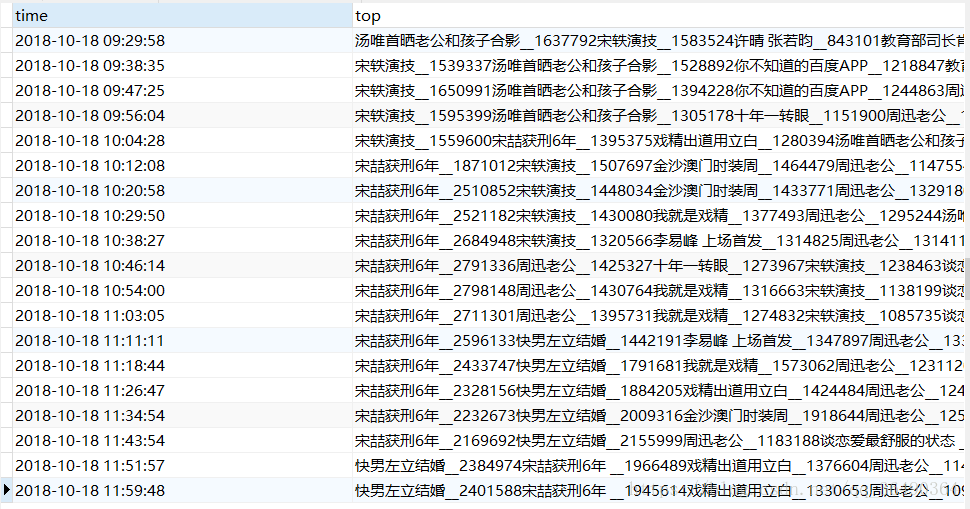 time top
2018-10-18 09:29:58 汤唯首晒老公和孩子合影__1637792宋轶演技__1583524许晴 张若昀__843101教育部司长肯
2018-10-18 09:38:35 宋轶演技__1539337汤唯首晒老公和孩子合影__1528892你不知道的百度APP__1218847教
2018-10-18 09:47:25 宋轶演技__1650991汤唯首晒老公和孩子合影__1394228你不知道的百度APP__1244863周
2018-10-18 09:56:04 宋轶演技__1595399汤唯首晒老公和孩子合影__1305178十年一转眼__1151900周迅老公__1
2018-10-18 10:04:28 宋轶演技__1559600宋喆获刑6年__1395375戏精出道用立白__1280394汤唯首晒老公和孩子
2018-10-18 10:12:08 宋喆获刑6年__1871012宋轶演技__1507697金沙澳门时装周__1464479周迅老公__114755
2018-10-18 10:20:58 宋喆获刑6年__2510852宋轶演技__1448034金沙澳门时装周__1433771周迅老公__132918
2018-10-18 10:29:50 宋喆获刑6年__2521182宋轶演技__1430080我就是戏精__1377493周迅老公__1295244汤
2018-10-18 10:38:27 宋喆获刑6年__2684948宋轶演技__1320566李易峰 上场首发__1314825周迅老公__131411
2018-10-18 10:46:14 宋喆获刑6年__2791336周迅老公__1425327十年一转眼__1273967宋轶演技__1238463谈
2018-10-18 10:54:00 宋喆获刑6年__2798148周迅老公__1430764我就是戏精__1316663宋轶演技__1138199谈
2018-10-18 11:03:05 宋喆获刑6年__2711301周迅老公__1395731我就是戏精__1274832宋轶演技__1085735谈
2018-10-18 11:11:11 宋喆获刑6年__2596133快男左立结婚__1442191李易峰 上场首发__1347897周迅老公__133
2018-10-18 11:18:44 宋喆获刑6年__2433747快男左立结婚__1791681我就是戏精__1573062周迅老公__123112
2018-10-18 11:26:47 宋喆获刑6年__2328156快男左立结婚__1884205戏精出道用立白__1424484周迅老公__124
2018-10-18 11:34:54 宋喆获刑6年__2232673快男左立结婚__2009316金沙澳门时装周__1918644周迅老公__125
2018-10-18 11:43:54 宋喆获刑6年__2169692快男左立结婚__2155999周迅老公__1183188谈恋爱最舒服的状态_
2018-10-18 11:51:57 快男左立结婚__2384974宋喆获刑6年__1966489戏精出道用立白__1376604周迅老公__114
2018-10-18 11:59:48 快男左立结婚__2401588宋喆获刑6年__1945614戏精出道用立白__1330653周迅老公__109